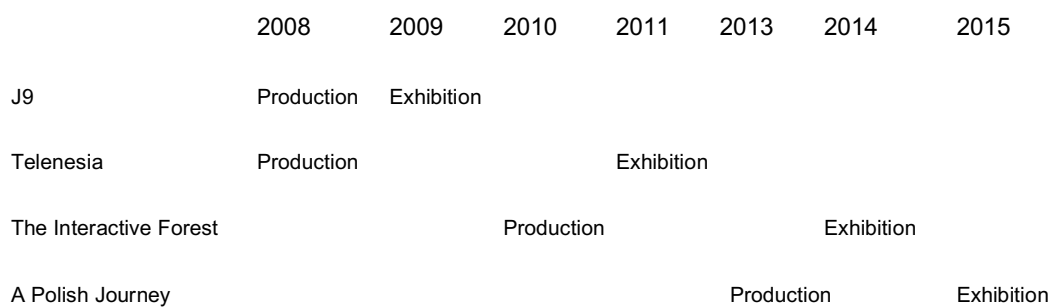 2008 2009 2010 2011 2013 2014 2015
J9 Production Exhibition
Telenesia Production Exhibition
The Interactive Forest Production Exhibition
A Polish Journey Production Exhibition